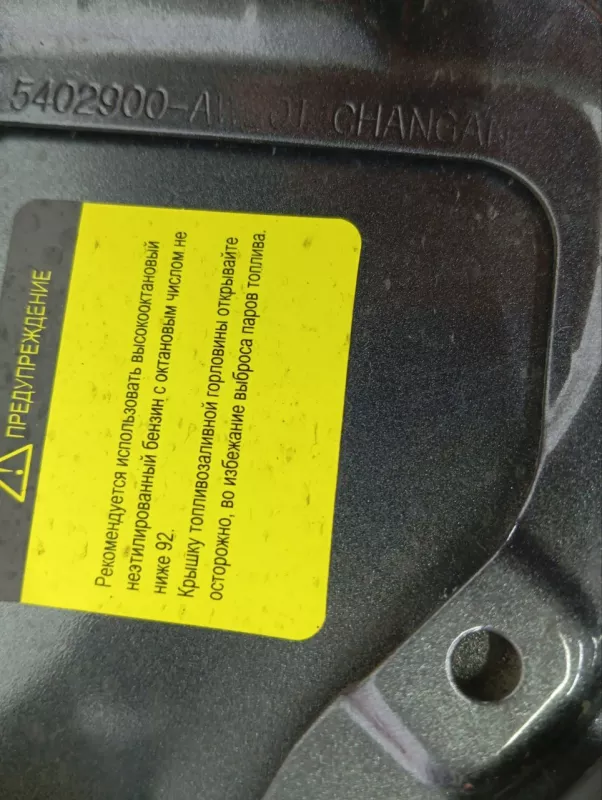 5402900-A CHANGAN
ПРЕДУПРЕЖДЕНИЕ
Рекомендуется использовать высокооктановый
неэтилированный бензин с октановым числом не
ниже 92.
Крышку топливозаливной горловины открывайте
осторожно, во избежание выброса паров топлива.